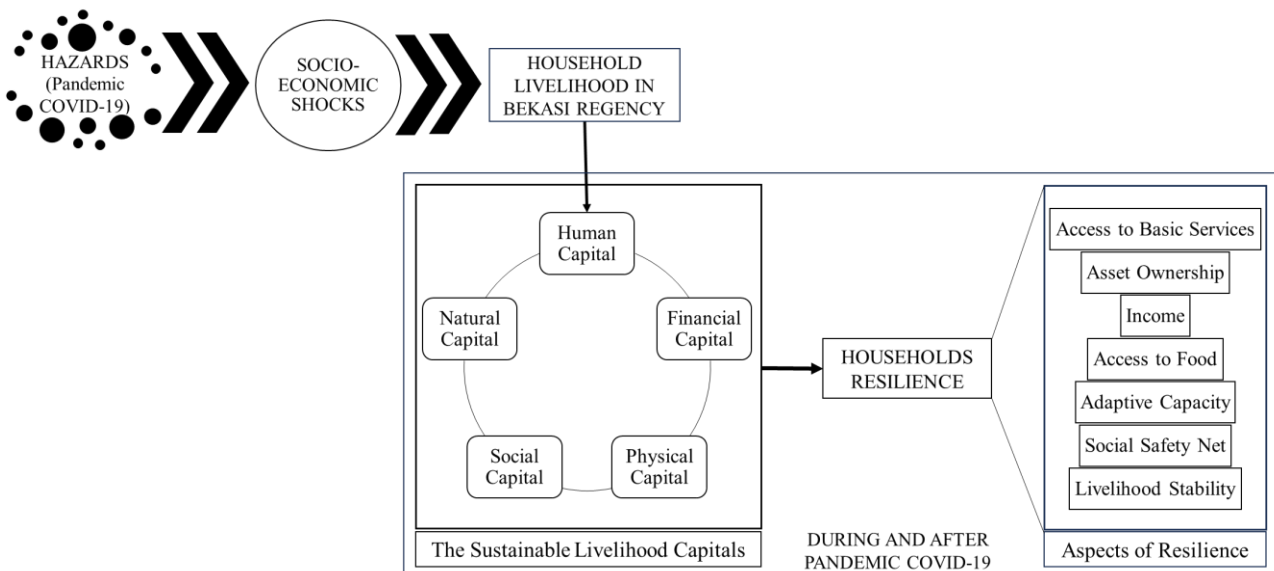 HAZARDS
(Pandemic
COVID-19)
SOCIO-
ECONOMIC
SHOCKS
HOUSEHOLD
LIVELIHOOD IN
BEKASI REGENCY
Human
Capital
Natural
Capital
Financial
Capital
Social
Capital
Physical
Capital
The Sustainable Livelihood Capitals
HOUSEHOLDS
RESILIENCE
DURING AND AFTER
PANDEMIC COVID-19
Access to Basic Services
Asset Ownership
Income
Access to Food
Adaptive Capacity
Social Safety Net
Livelihood Stability
Aspects of Resilience